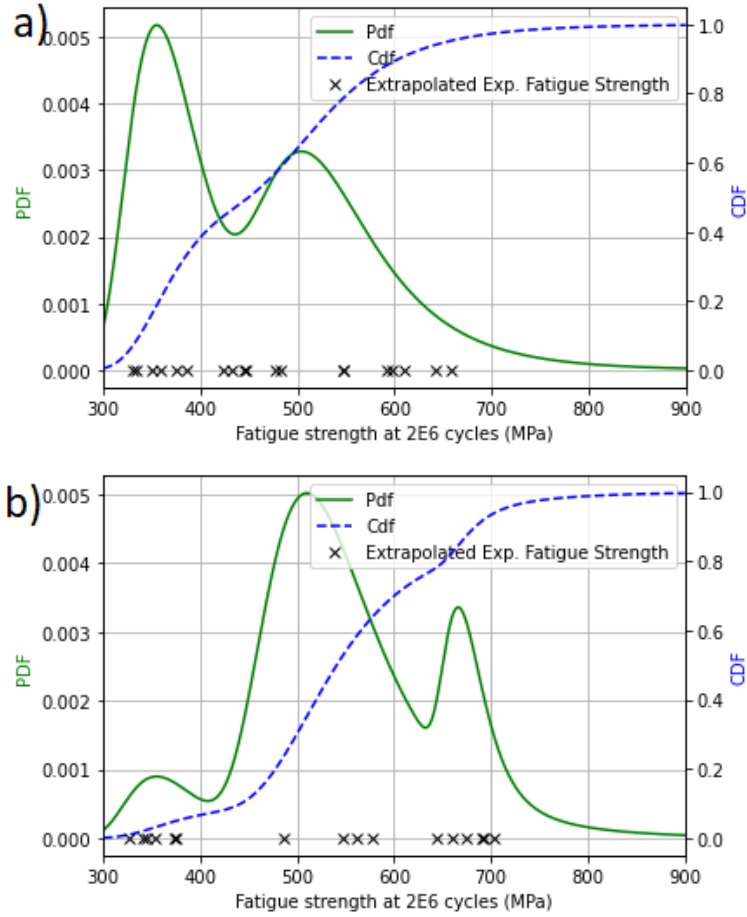 a)
0.005
0.004
0.003
0.002
0.001
0.000
PDF
Pdf
Cdf
Extrapolated Exp. Fatigue Strength
1.0
0.8
0.6
0.4
0.2
0.0
CDF
300 400 500 600 700 800 900
Fatigue strength at 2E6 cycles (MPa)
b)
0.005
0.004
0.003
0.002
0.001
0.000
PDF
Pdf
Cdf
Extrapolated Exp. Fatigue Strength
1.0
0.8
0.6
0.4
0.2
0.0
CDF
300 400 500 600 700 800 900
Fatigue strength at 2E6 cycles (MPa)